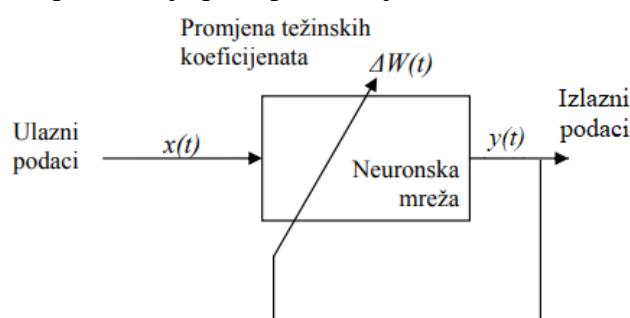 Promjena težinskih
koeficijenata
ΔW(t)
Ulazni
podaci
x(t)
Neuronska
mreža
y(t)
Izlazni
podaci